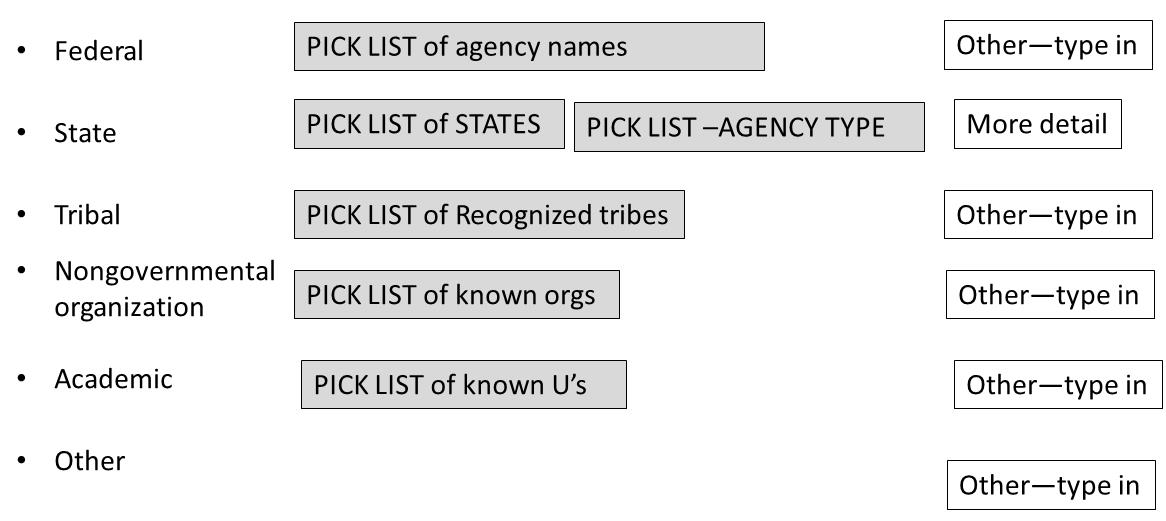 • Federal PICK LIST of agency names Other—type in
• State PICK LIST of STATES PICK LIST –AGENCY TYPE More detail
• Tribal PICK LIST of Recognized tribes Other—type in
• Nongovernmental
organization PICK LIST of known orgs Other—type in
• Academic PICK LIST of known U’s Other—type in
• Other Other—type in